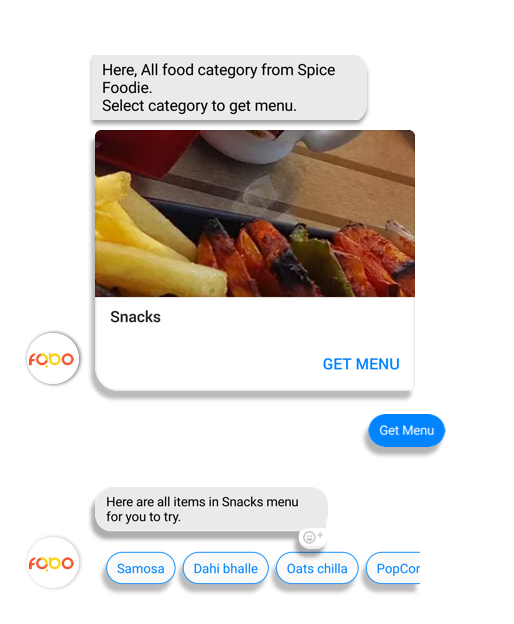 Here, All food category from Spice
Foodie.
Select category to get menu.
Snacks
FOBO
GET MENU
Get Menu
Here are all items in Snacks menu
for you to try.
FOBO
Samosa Dahi bhalle Oats chilla PopCor